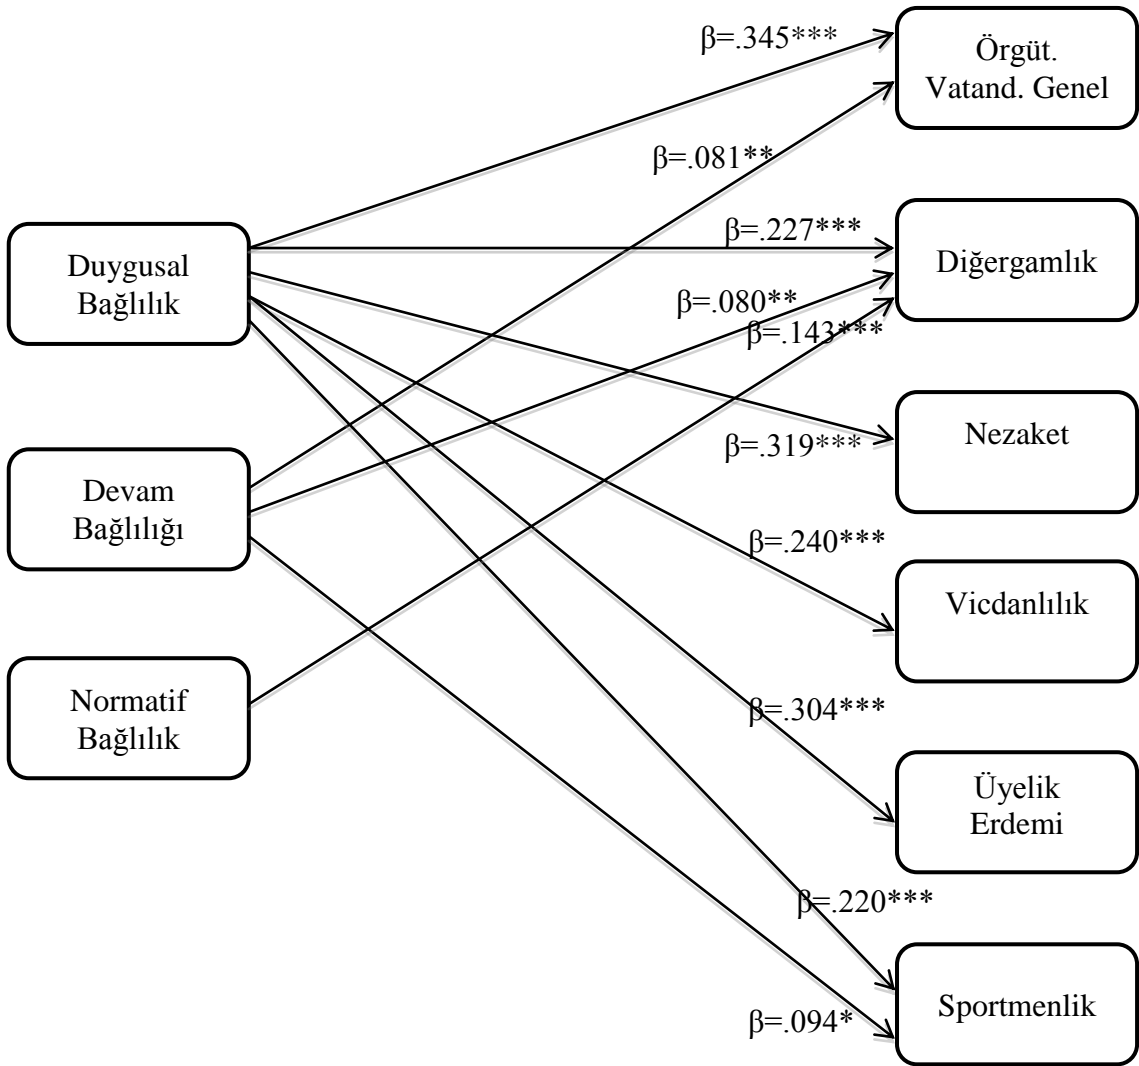 β=.345***
Örgüt.
Vatand. Genel
β=.081**
β=.227***
Duygusal
Bağlılık
Diğergamlık
β=.080**
β=.143***
Nezaket
β=.319***
Devam
Bağlılığı
β=.240***
Vicdanlılık
Normatif
Bağlılık
β=.304***
Üyelik
Erdemi
β=.220***
Sportmenlik
β=.094*